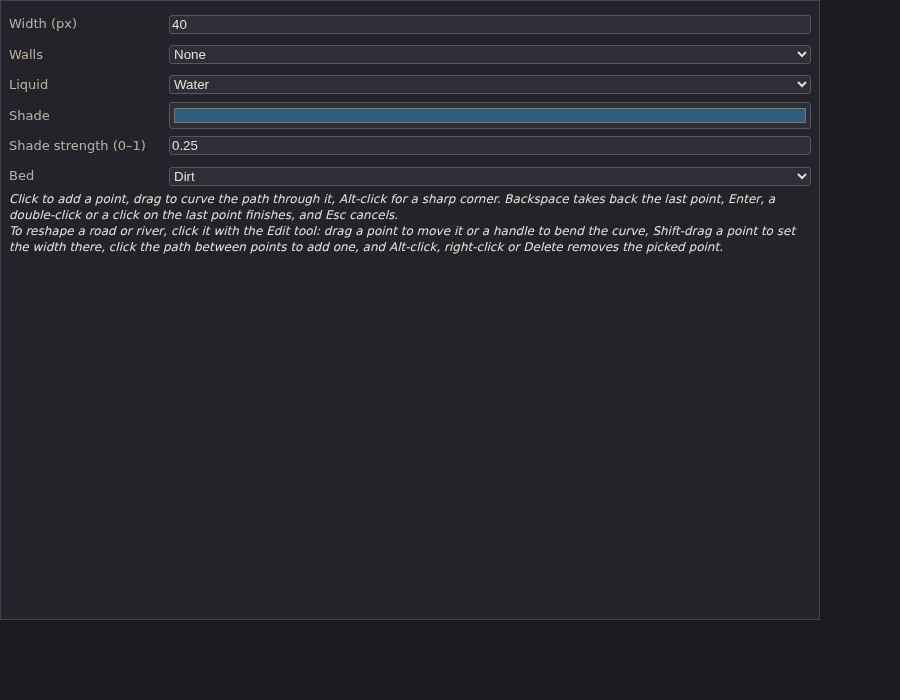 Width (px)
40
Walls
None
Liquid
Water
Shade
Shade strength (0–1)
0.25
Bed
Dirt
Click to add a point, drag to curve the path through it, Alt-click for a sharp corner. Backspace takes back the last point, Enter, a
double-click or a click on the last point finishes, and Esc cancels.
To reshape a road or river, click it with the Edit tool: drag a point to move it or a handle to bend the curve, Shift-drag a point to set
the width there, click the path between points to add one, and Alt-click, right-click or Delete removes the picked point.